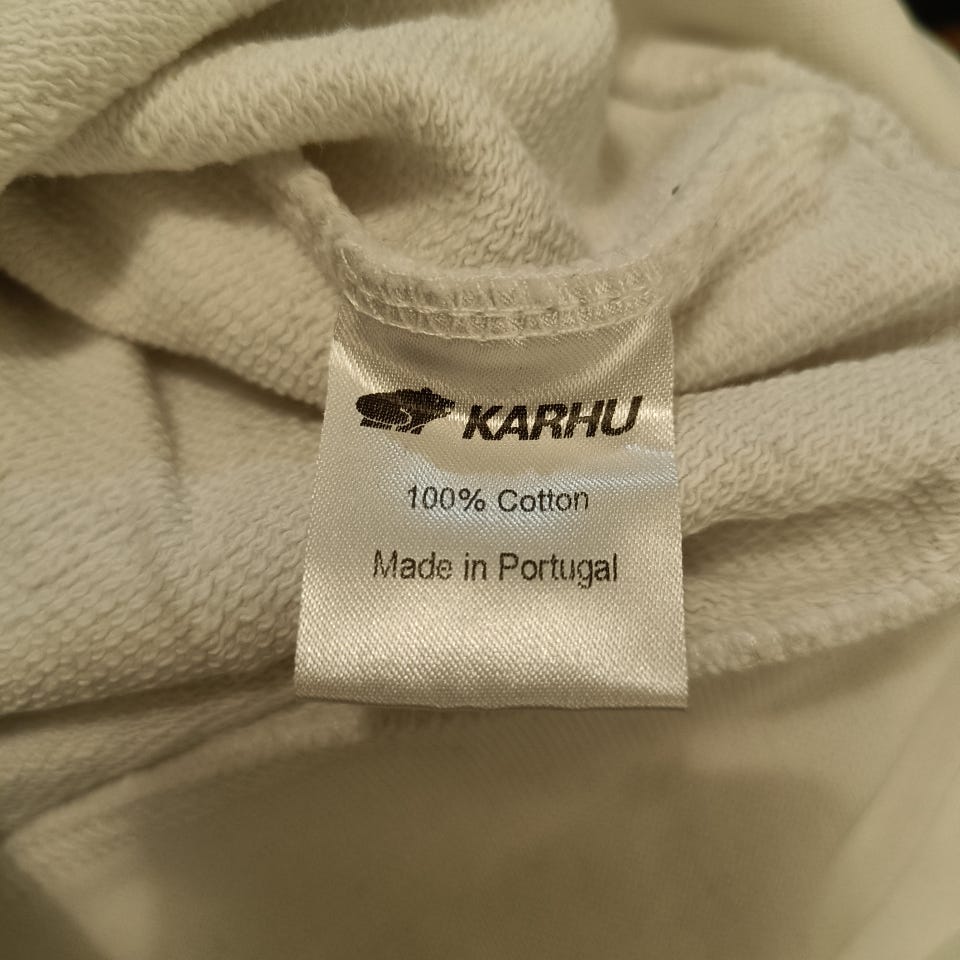 KARHU
100% Cotton
Made in Portugal